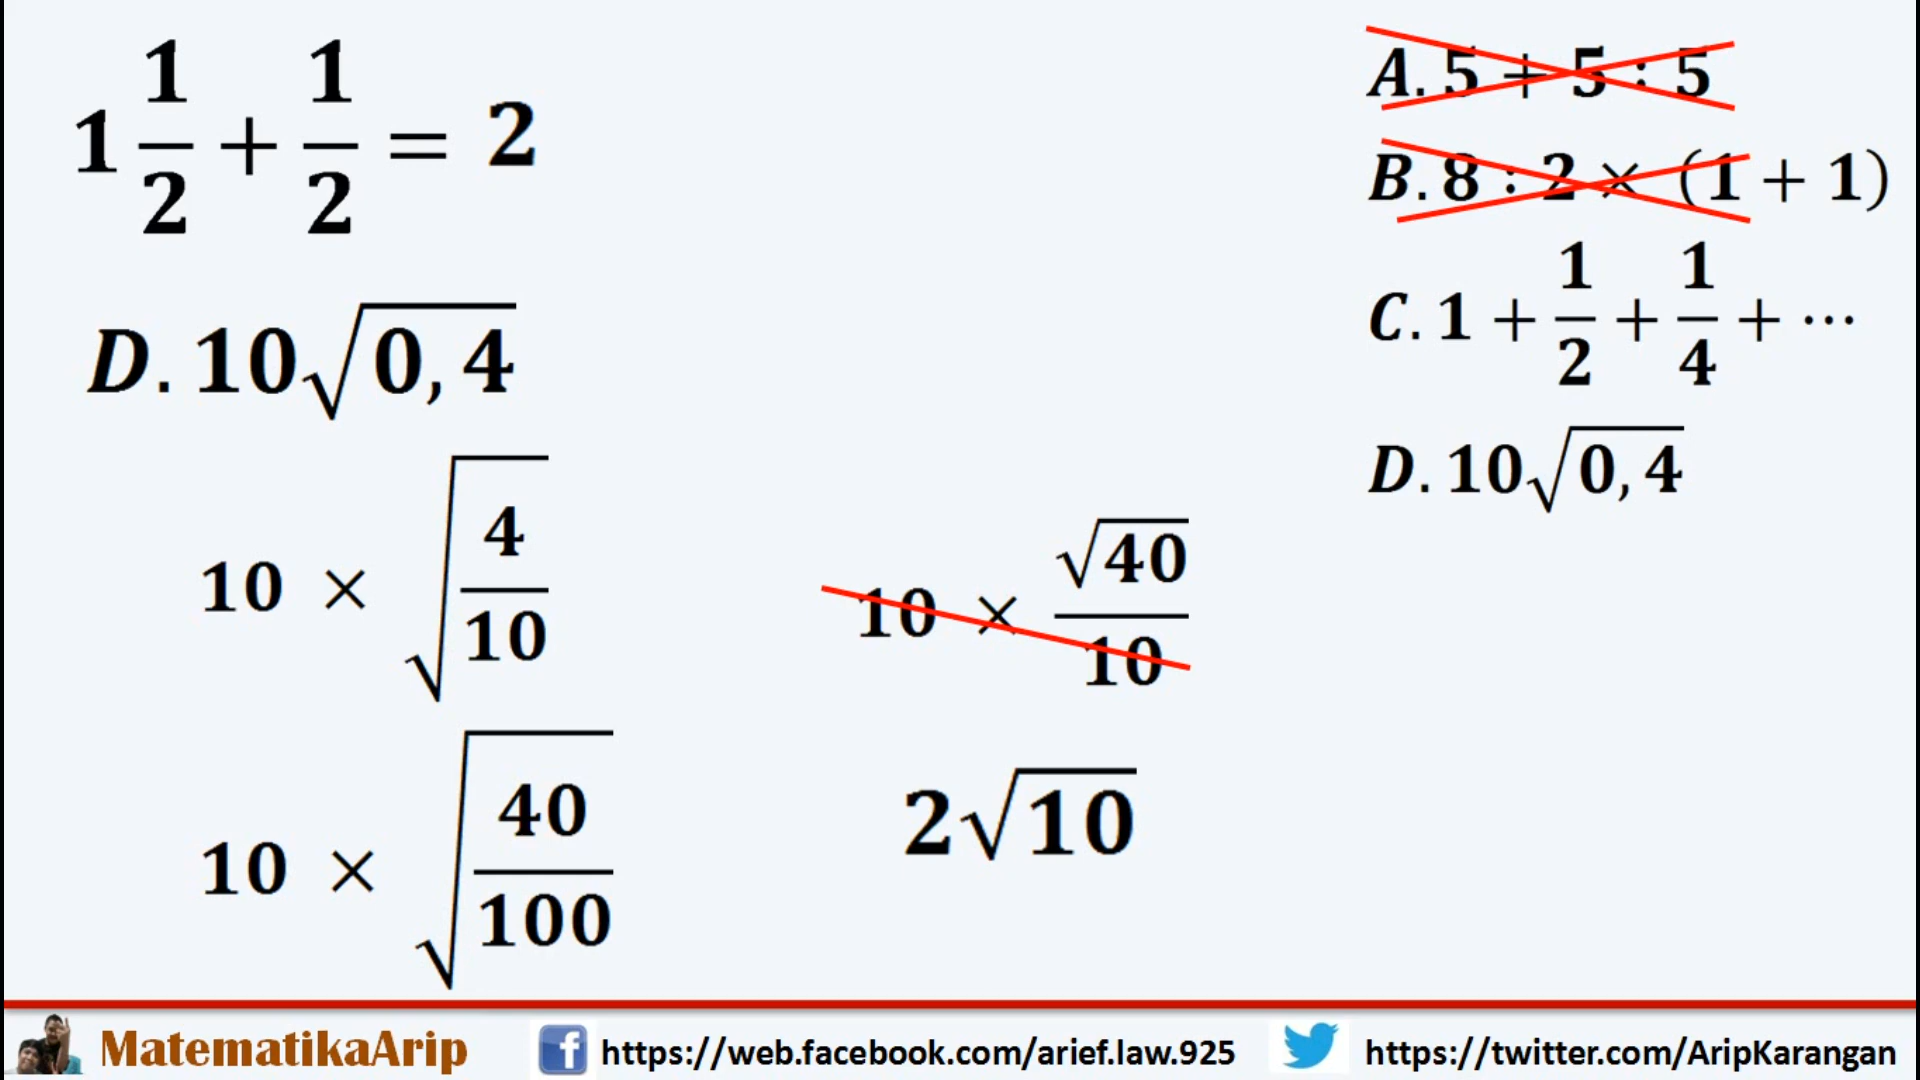 1 1/2 + 1/2 = 2
D. 10√0,4
10 × √(4/10)
10 × √(40/100)
10 × √40/10
2√10
A. 5 + 5 : 5
B. 8 : 2 × (1 + 1)
C. 1 + 1/2 + 1/4 + ⋯
D. 10√0,4
MatematikaArip
https://web.facebook.com/arief.law.925
https://twitter.com/AripKarangan